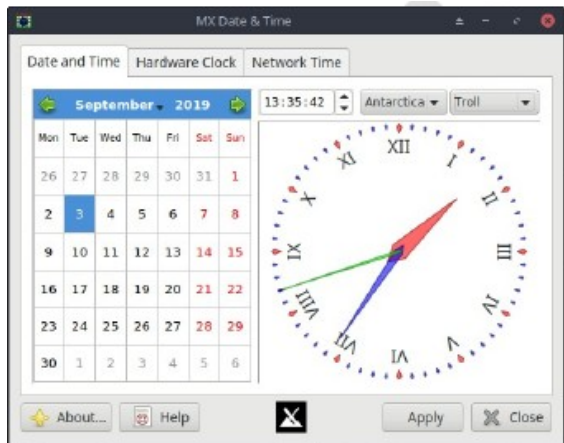 MX Date & Time
Date and Time Hardware Clock Network Time
September 2019 13:35:42 Antarctica Troll
Mon Tue Wed Thu Fri Sat Sun
26 27 28 29 30 31 1
2 3 4 5 6 7 8
9 10 11 12 13 14 15
16 17 18 19 20 21 22
23 24 25 26 27 28 29
30 1 2 3 4 5 6
XII
I
II
III
IV
V
VI
VII
VIII
IX
X
XI
About... Help Apply Close